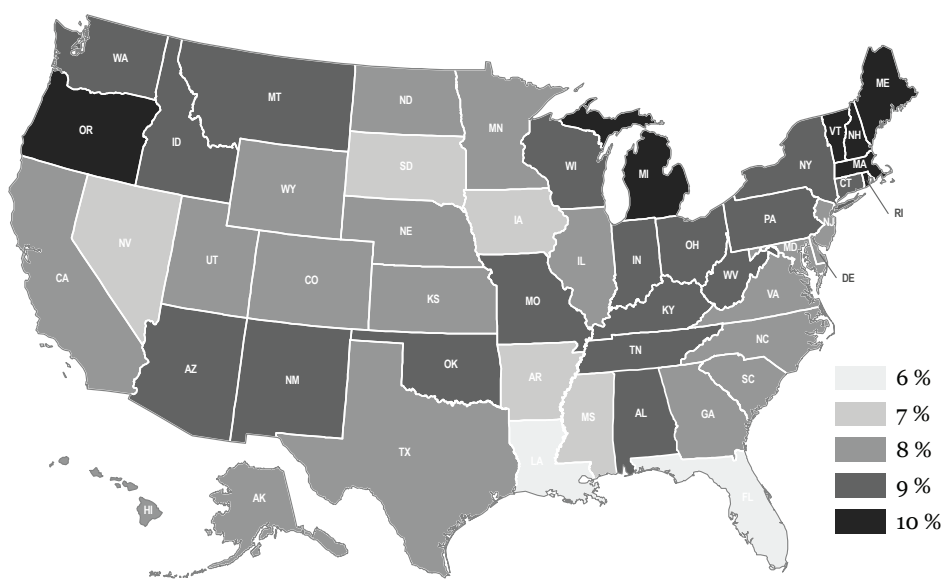 WA
MT
ND
MN
ME
OR
ID
VT
NH
WI
NY
MA
SD
MI
CT
WY
RI
IA
PA
NJ
NE
NV
OH
MD
UT
IL
IN
DE
CA
CO
WV
VA
KS
MO
KY
NC
TN
OK
AZ
AR
SC
NM
6 %
MS
AL
GA
7 %
TX
8 %
LA
9 %
AK
FL
HI
10 %